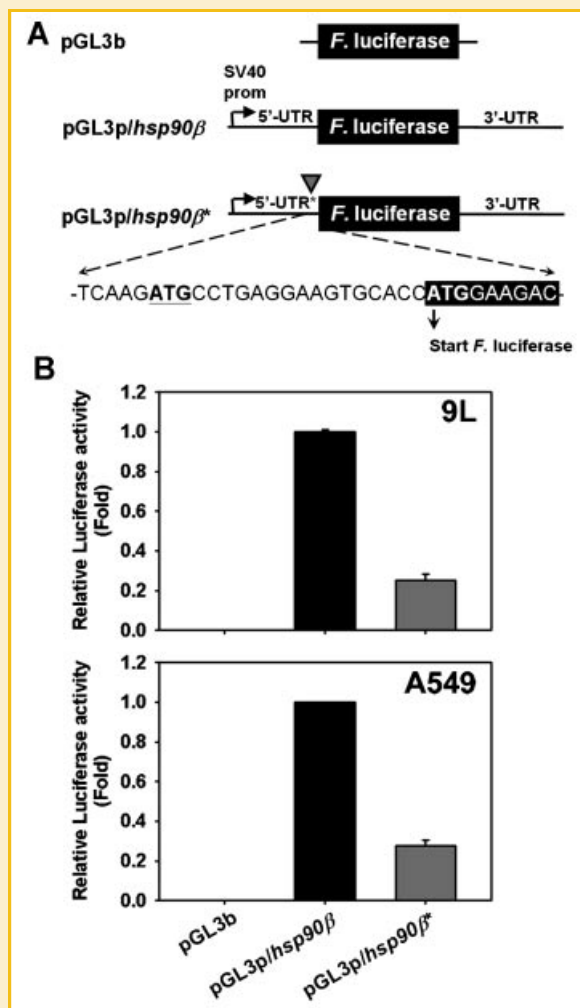 A
pGL3b
F. luciferase
SV40
prom
pGL3p/hsp90β
5'-UTR
F. luciferase
3'-UTR
pGL3p/hsp90β*
5'-UTR*
F. luciferase
3'-UTR
-TCAAGATGCCTGAGGAAGTGCACCATGGAAGAC-
Start F. luciferase
B
9L
Relative Luciferase activity
(Fold)
1.2
1.0
0.8
0.6
0.4
0.2
0.0
A549
Relative Luciferase activity
(Fold)
1.2
1.0
0.8
0.6
0.4
0.2
0.0
pGL3b
pGL3p/hsp90β
pGL3p/hsp90β*